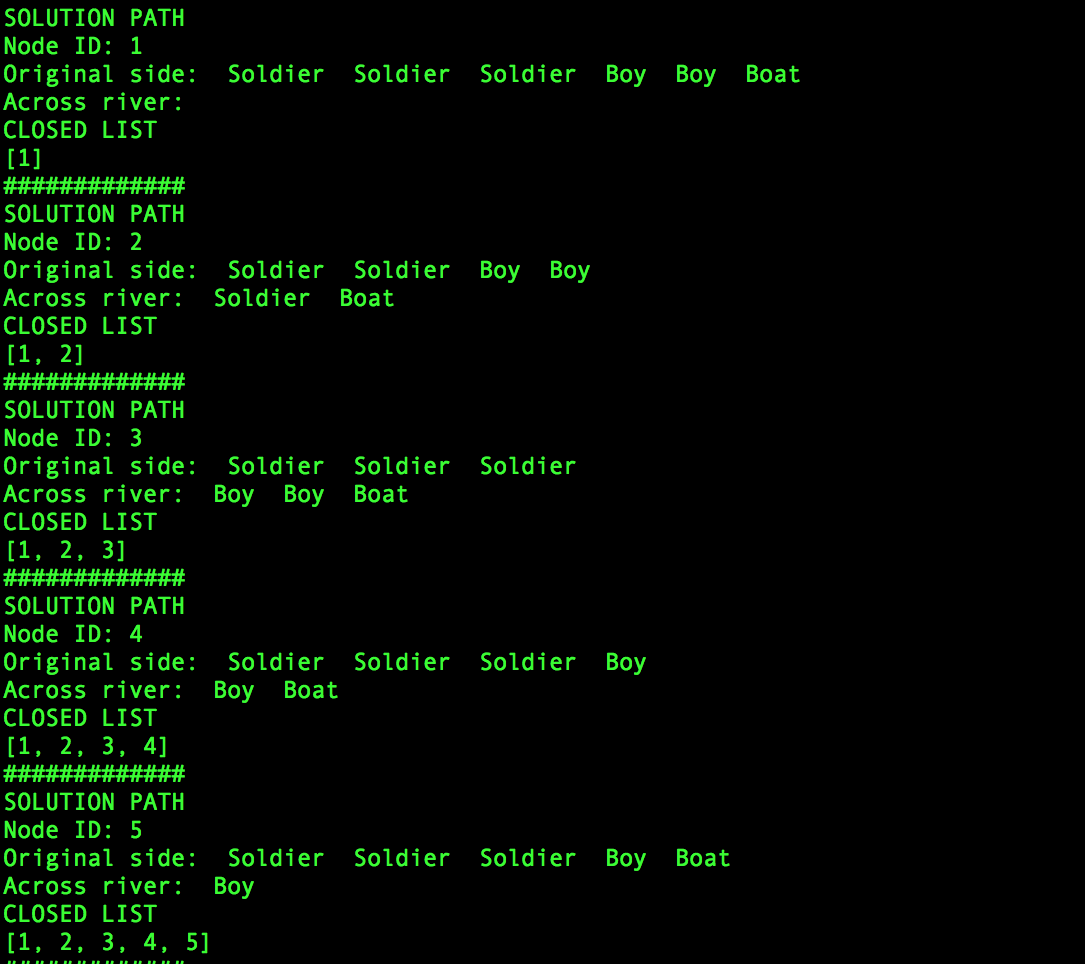 SOLUTION PATH
Node ID: 1
Original side:  Soldier  Soldier  Soldier  Boy  Boy  Boat
Across river:
CLOSED LIST
[1]
#############
SOLUTION PATH
Node ID: 2
Original side:  Soldier  Soldier  Boy  Boy
Across river:  Soldier  Boat
CLOSED LIST
[1, 2]
#############
SOLUTION PATH
Node ID: 3
Original side:  Soldier  Soldier  Soldier
Across river:  Boy  Boy  Boat
CLOSED LIST
[1, 2, 3]
#############
SOLUTION PATH
Node ID: 4
Original side:  Soldier  Soldier  Soldier  Boy
Across river:  Boy  Boat
CLOSED LIST
[1, 2, 3, 4]
#############
SOLUTION PATH
Node ID: 5
Original side:  Soldier  Soldier  Soldier  Boy  Boat
Across river:  Boy
CLOSED LIST
[1, 2, 3, 4, 5]
#############